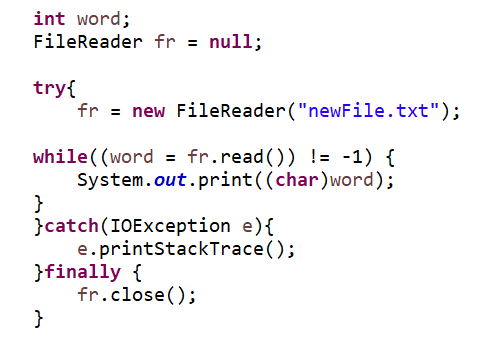 int word;
FileReader fr = null;
try{
fr = new FileReader("newFile.txt");
while((word = fr.read()) != -1) {
System.out.print((char)word);
}
}catch(IOException e){
e.printStackTrace();
}finally {
fr.close();
}